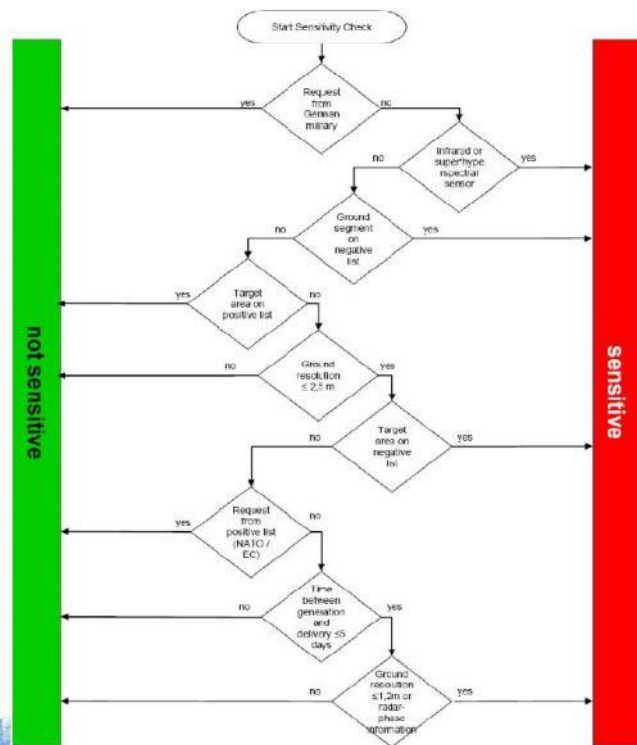 Start Sensitivity Check
Request
from
German
military
yes
no
Infrared or
super/hype
rspectral
sensor
no
yes
Ground
segment
on
negative
list
no
yes
Target
area on
positive list
yes
no
Ground
resolution
≤ 2,5 m
no
yes
Target
area on
negative
list
no
yes
Request
from
positive list
(NATO /
EC)
yes
no
Time
between
generation
and
delivery ≤5
days
no
yes
Ground
resolution
≤1,2m or
radar-
phase
information
no
yes
not sensitive
sensitive